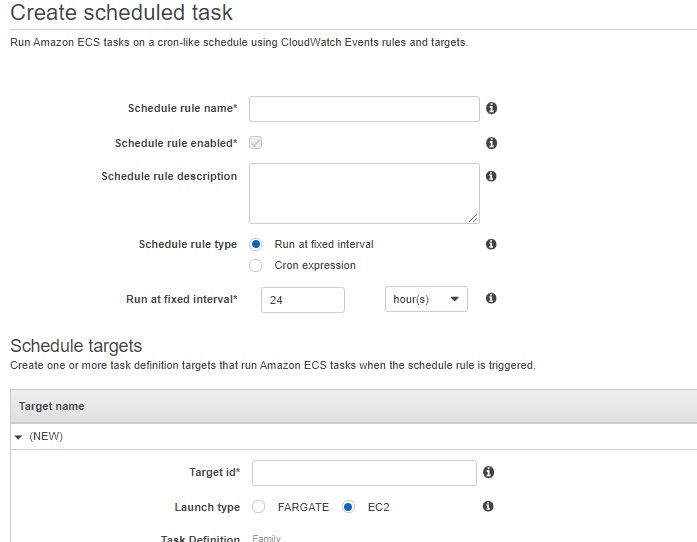 Create scheduled task
Run Amazon ECS tasks on a cron-like schedule using CloudWatch Events rules and targets.
Schedule rule name*
Schedule rule enabled*
Schedule rule description
Schedule rule type Run at fixed interval
Cron expression
Run at fixed interval* 24 hour(s)
Schedule targets
Create one or more task definition targets that run Amazon ECS tasks when the schedule rule is triggered.
Target name
(NEW)
Target id*
Launch type FARGATE EC2
Task Definition Family